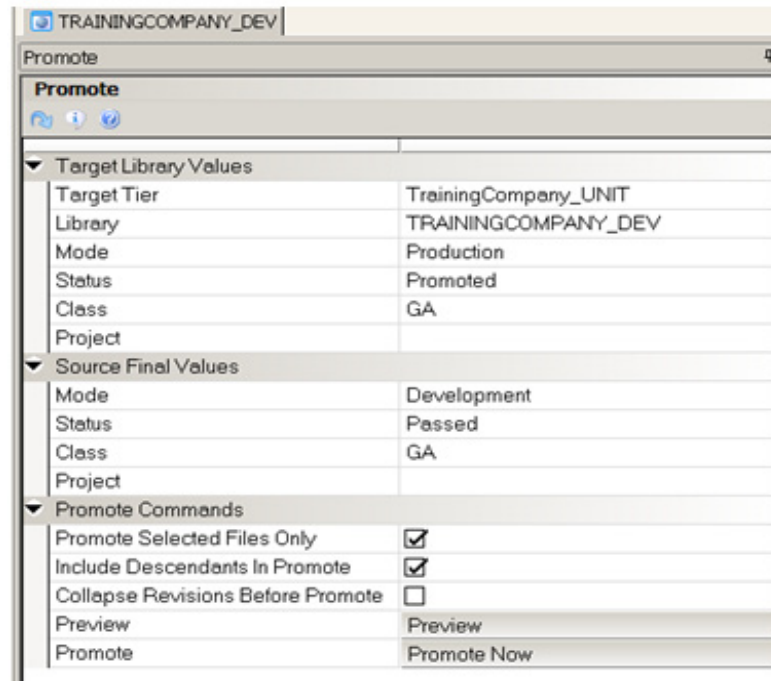 TRAININGCOMPANY_DEV
Promote
Promote
Target Library Values
Target Tier TrainingCompany_UNIT
Library TRAININGCOMPANY_DEV
Mode Production
Status Promoted
Class GA
Project
Source Final Values
Mode Development
Status Passed
Class GA
Project
Promote Commands
Promote Selected Files Only
Include Descendants In Promote
Collapse Revisions Before Promote
Preview Preview
Promote Promote Now